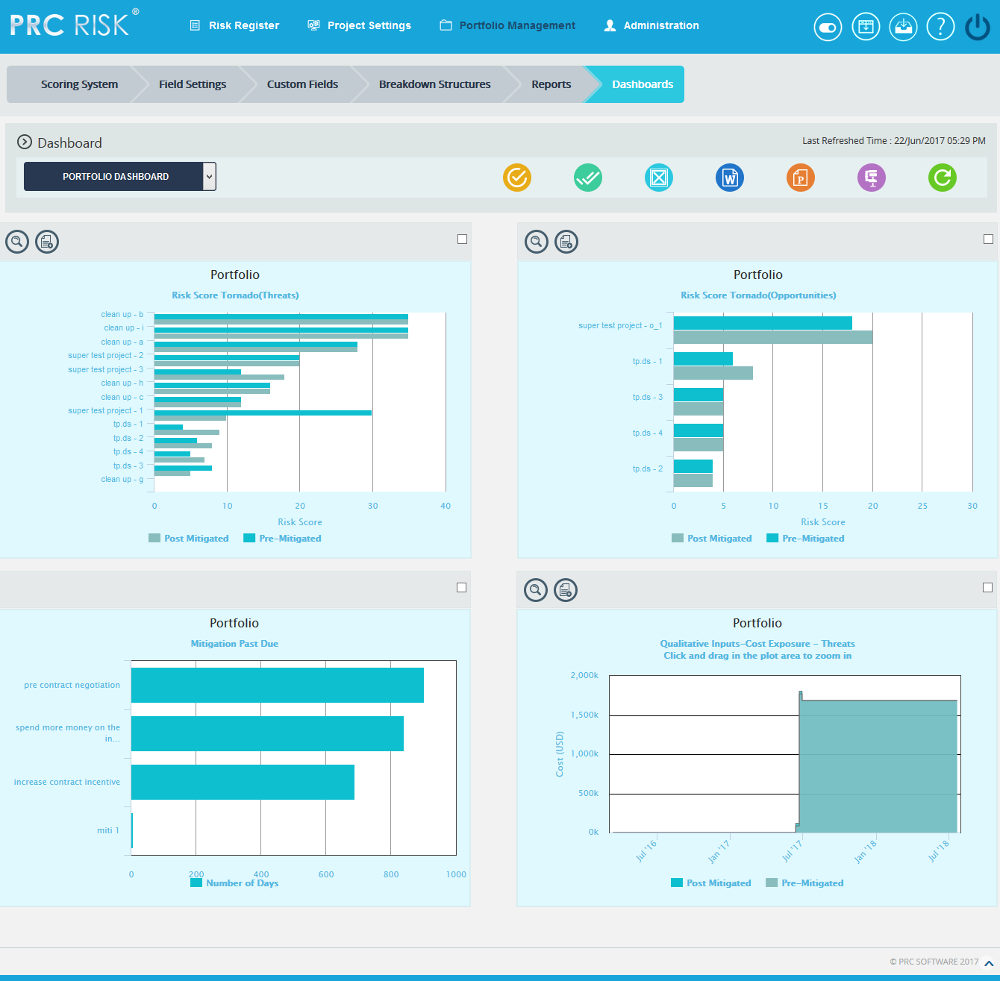 PRC RISK®
Risk Register
Project Settings
Portfolio Management
Administration
?
Scoring System
Field Settings
Custom Fields
Breakdown Structures
Reports
Dashboards
Dashboard
Last Refreshed Time : 22/Jun/2017 05:29 PM
PORTFOLIO DASHBOARD
W
P
Portfolio
Risk Score Tornado(Threats)
clean up - b
clean up - i
clean up - a
super test project - 2
super test project - 3
clean up - h
clean up - c
super test project - 1
tp.ds - 1
tp.ds - 2
tp.ds - 4
tp.ds - 3
clean up - g
0 10 20 30 40
Risk Score
Post Mitigated Pre-Mitigated
Portfolio
Risk Score Tornado(Opportunities)
super test project - o_1
tp.ds - 1
tp.ds - 3
tp.ds - 4
tp.ds - 2
0 5 10 15 20 25 30
Risk Score
Post Mitigated Pre-Mitigated
Portfolio
Mitigation Past Due
pre contract negotiation
spend more money on the
in...
increase contract incentive
miti 1
0 200 400 600 800 1000
Number of Days
Portfolio
Qualitative Inputs-Cost Exposure - Threats
Click and drag in the plot area to zoom in
2,000k
1,500k
1,000k
500k
0k
Cost (USD)
Jul '16 Jan '17 Jul '17 Jan '18 Jul '18
Post Mitigated Pre-Mitigated
© PRC SOFTWARE 2017